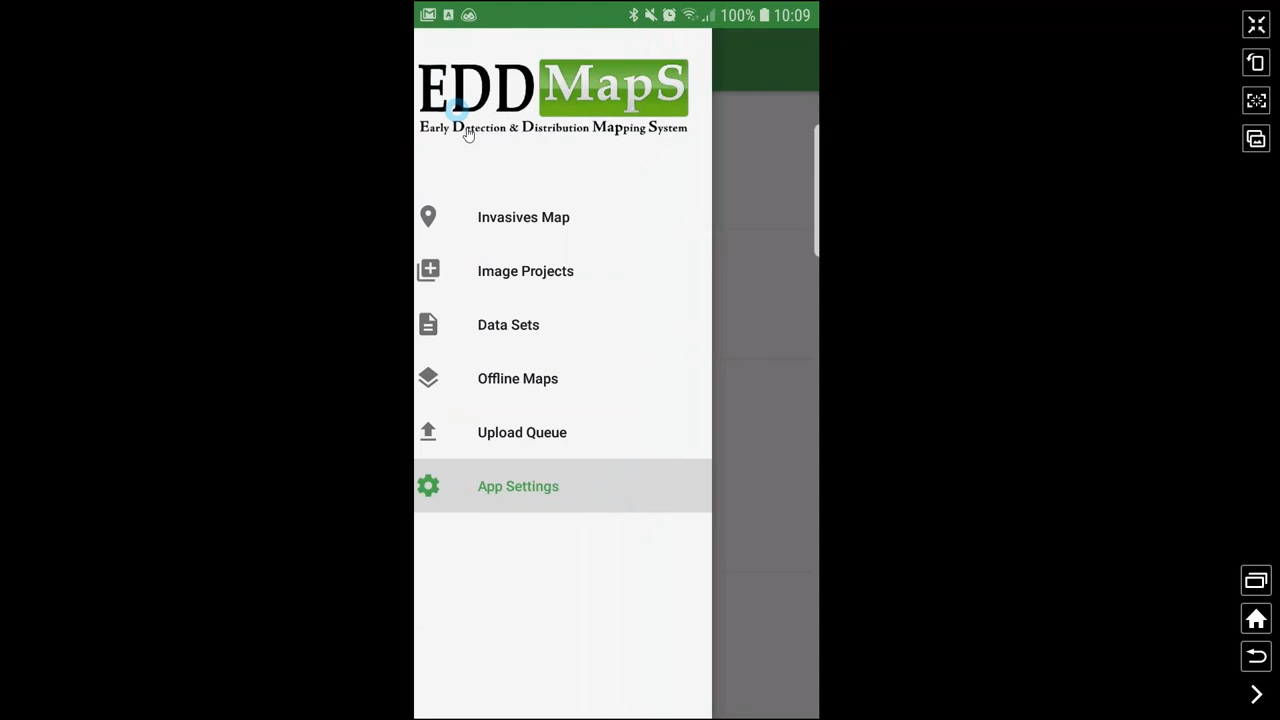 100% 10:09
EDDMapS
Early Detection & Distribution Mapping System
Invasives Map
Image Projects
Data Sets
Offline Maps
Upload Queue
App Settings